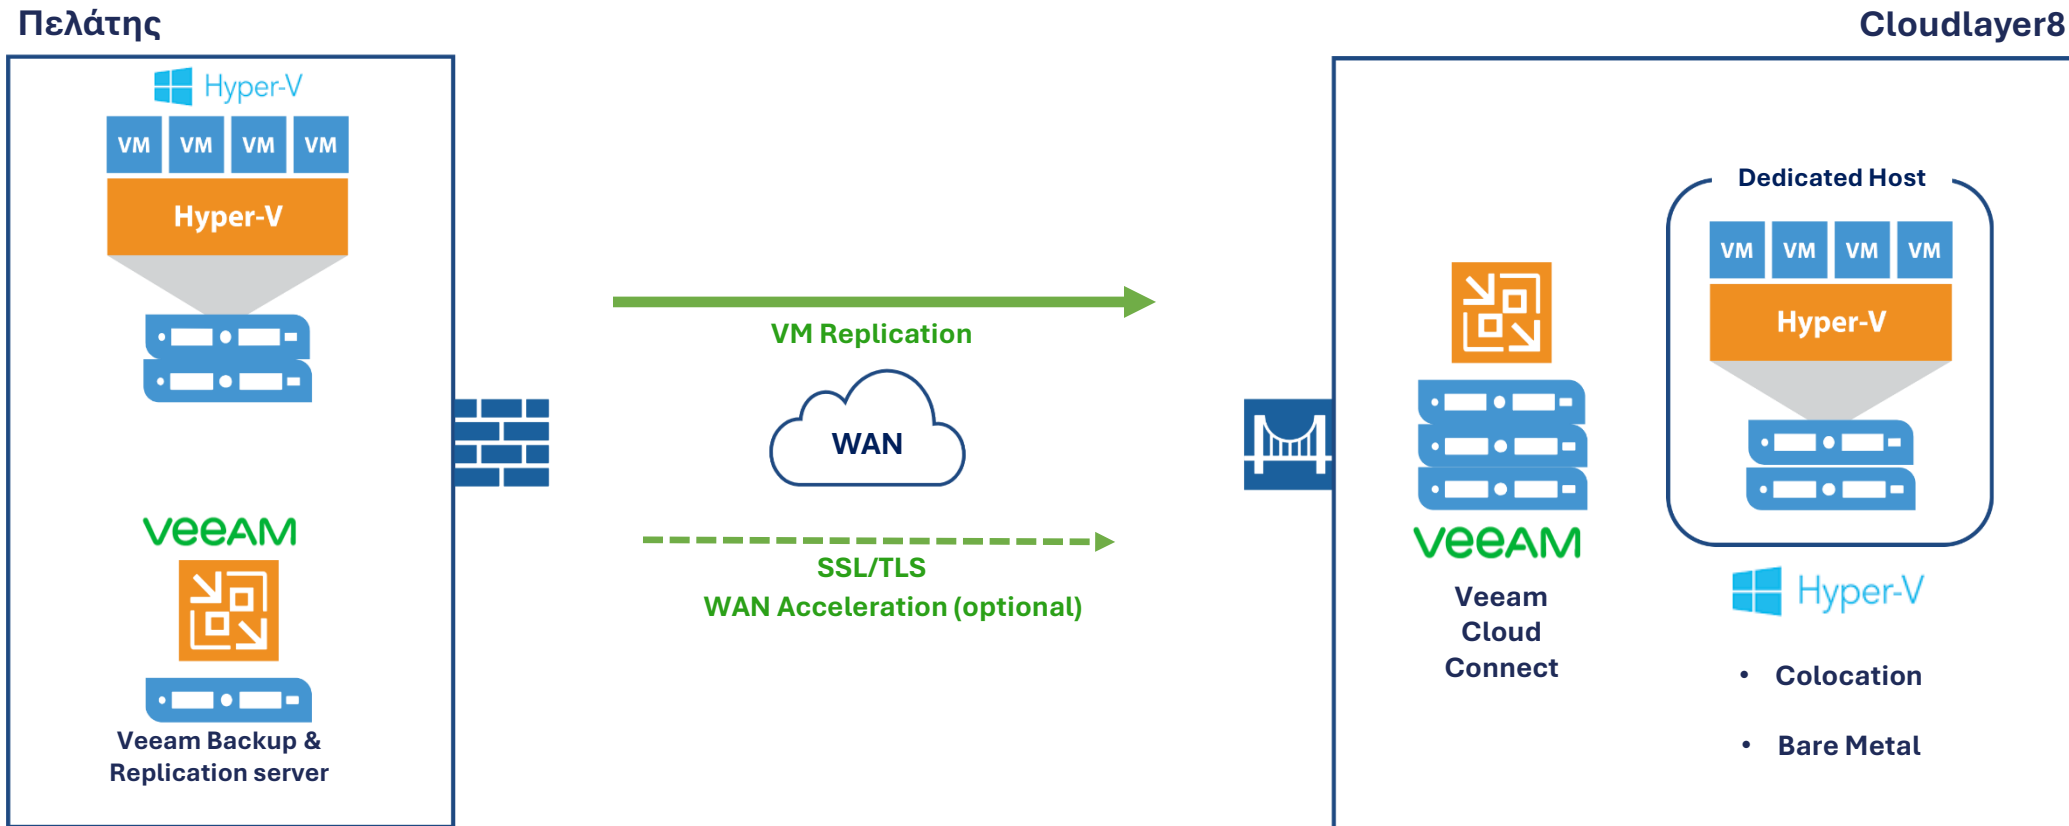 Πελάτης
Hyper-V
VM VM VM VM
Hyper-V
veeAM
Veeam Backup &
Replication server
VM Replication
WAN
SSL/TLS
WAN Acceleration (optional)
Cloudlayer8
veeAM
Veeam
Cloud
Connect
Dedicated Host
VM VM VM VM
Hyper-V
Hyper-V
• Colocation
• Bare Metal